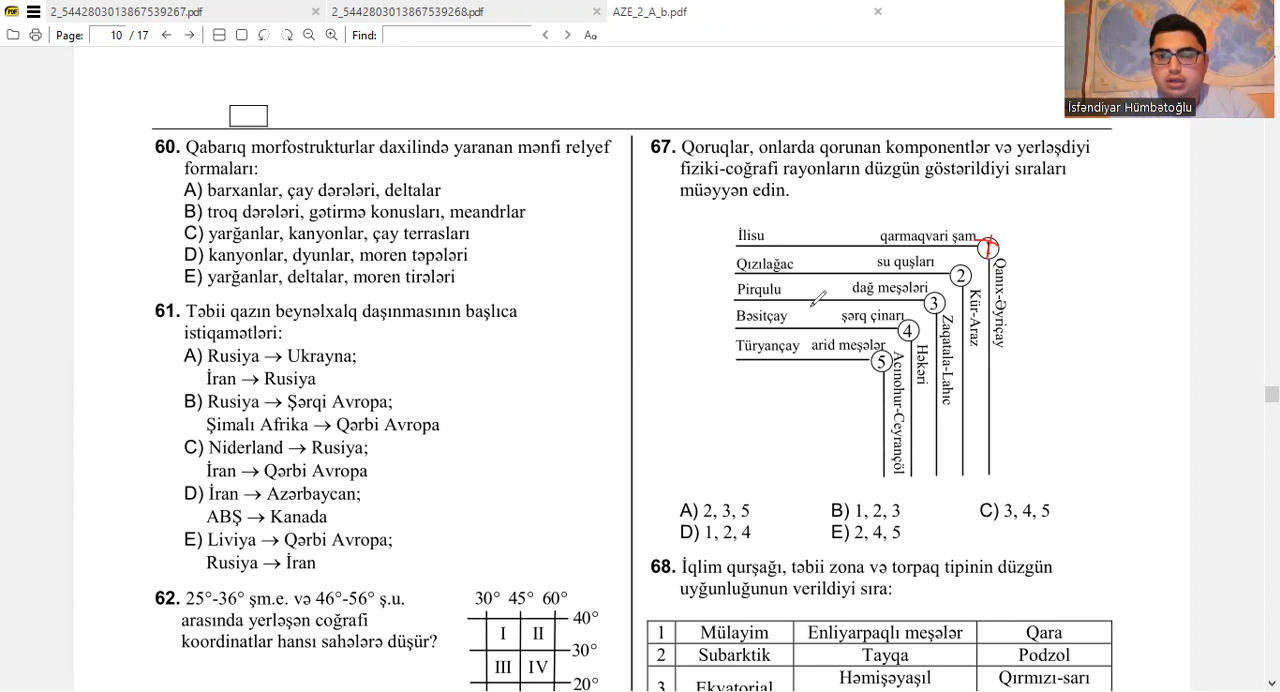 2_5442803013867539267.pdf
2_5442803013867539268.pdf
AZE_2_A_b.pdf
Page: 10 / 17
Find:
Aa
İsfəndiyar Hümbətoğlu
60. Qabarıq morfostrukturlar daxilində yaranan mənfi relyef
formaları:
A) barxanlar, çay dərələri, deltalar
B) troq dərələri, gətirmə konusları, meandrlar
C) yarğanlar, kanyonlar, çay terrasları
D) kanyonlar, dyunlar, moren təpələri
E) yarğanlar, deltalar, moren tirələri
61. Təbii qazın beynəlxalq daşınmasının başlıca
istiqamətləri:
A) Rusiya → Ukrayna;
İran → Rusiya
B) Rusiya → Şərqi Avropa;
Şimalı Afrika → Qərbi Avropa
C) Niderland → Rusiya;
İran → Qərbi Avropa
D) İran → Azərbaycan;
ABŞ → Kanada
E) Liviya → Qərbi Avropa;
Rusiya → İran
62. 25°-36° şm.e. və 46°-56° ş.u.
arasında yerləşən coğrafi
koordinatlar hansı sahələrə düşür?
30° 45° 60°
40°
I II
30°
III IV
20°
67. Qoruqlar, onlarda qorunan komponentlər və yerləşdiyi
fiziki-coğrafi rayonların düzgün göstərildiyi sıraları
müəyyən edin.
İlisu qarmaqvari şam 1
Qızılağac su quşları 2
Pirqulu dağ meşələri 3
Bəsitçay şərq çinarı 4
Türyançay arid meşələr 5
Qanıx-Əyriçay
Kür-Araz
Zaqatala-Lahıc
Həkəri
Acınohur-Ceyrançöl
A) 2, 3, 5 B) 1, 2, 3 C) 3, 4, 5
D) 1, 2, 4 E) 2, 4, 5
68. İqlim qurşağı, təbii zona və torpaq tipinin düzgün
uyğunluğunun verildiyi sıra:
1 Mülayim Enliyarpaqlı meşələr Qara
2 Subarktik Tayqa Podzol
3 Ekvatorial Həmişəyaşıl Qırmızı-sarı